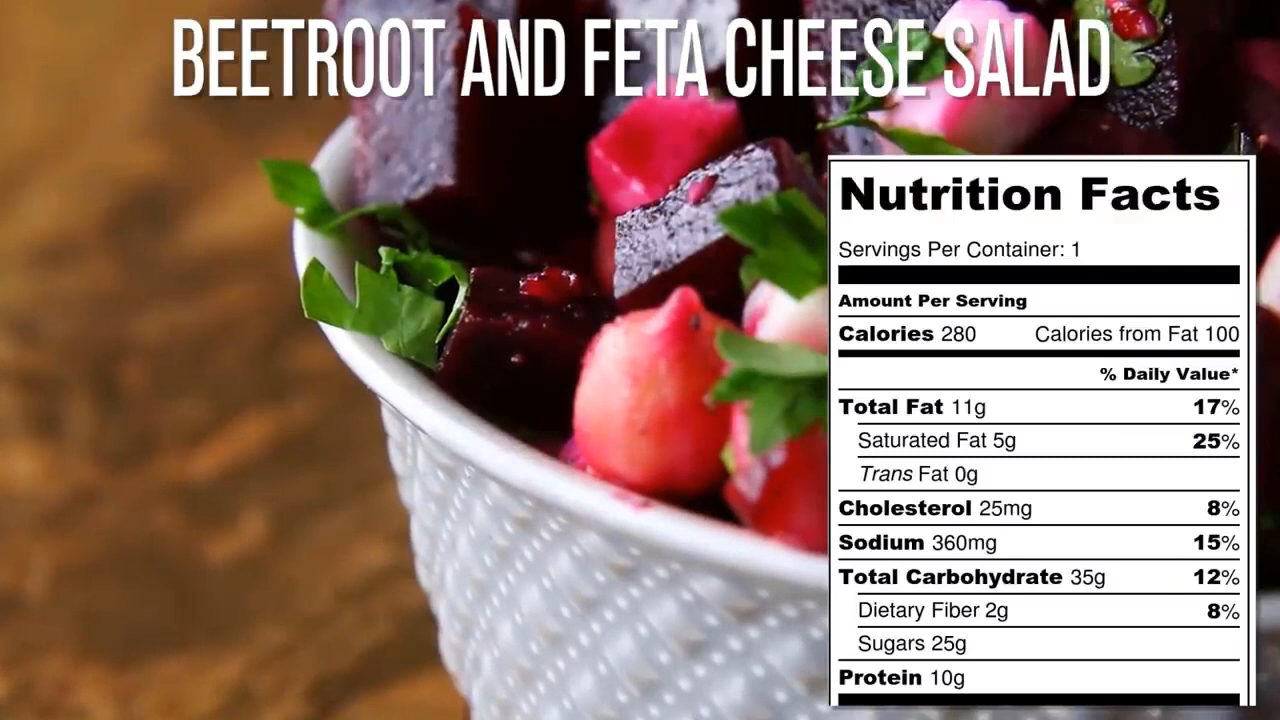 BEETROOT AND FETA CHEESE SALAD
Nutrition Facts
Servings Per Container: 1
Amount Per Serving
Calories 280 Calories from Fat 100
% Daily Value*
Total Fat 11g 17%
Saturated Fat 5g 25%
Trans Fat 0g
Cholesterol 25mg 8%
Sodium 360mg 15%
Total Carbohydrate 35g 12%
Dietary Fiber 2g 8%
Sugars 25g
Protein 10g